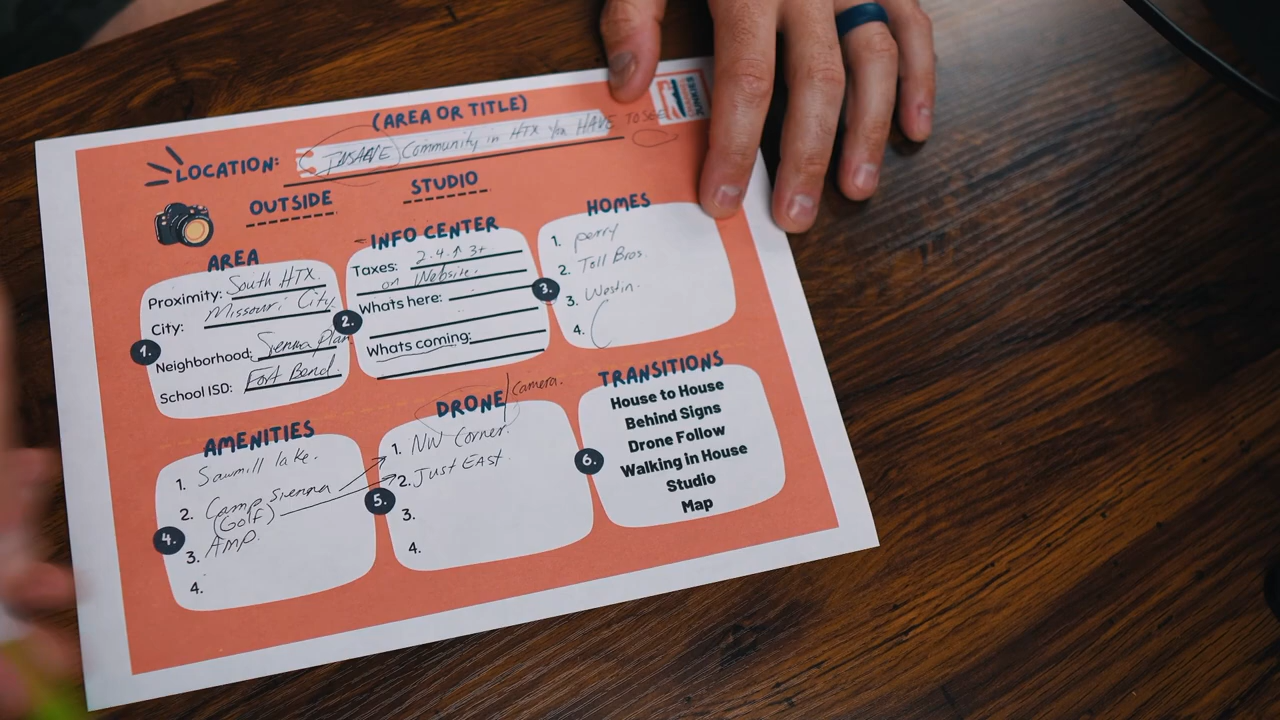 (AREA OR TITLE)
LOCATION: INSANE Community in HTX You HAVE TO SEE
OUTSIDE
STUDIO
AREA
1.
Proximity: South HTX.
City: Missouri City
Neighborhood: Sienna Plan
School ISD: Fort Bend.
INFO CENTER
2.
Taxes: 2.4. 3+
on Website.
Whats here:
Whats coming:
HOMES
3.
1. perry
2. Toll Bros.
3. Westin.
4.
AMENITIES
4.
1. Sawmill lake.
2. Camp Sienna
(Golf)
3. Amp.
4.
DRONE/Camera.
5.
1. NW Corner.
2. Just EAST.
3.
4.
TRANSITIONS
6.
House to House
Behind Signs
Drone Follow
Walking in House
Studio
Map